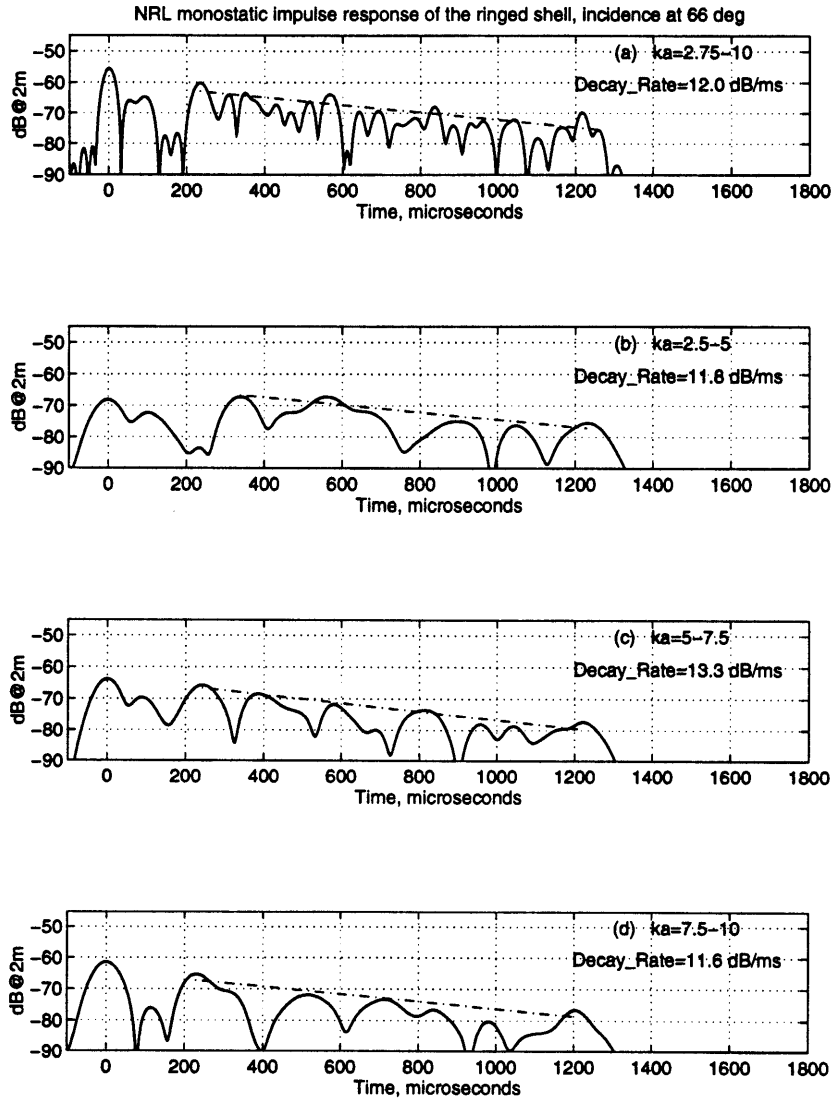 NRL monostatic impulse response of the ringed shell, incidence at 66 deg
(a) ka=2.75-10
Decay_Rate=12.0 dB/ms
dB@2m
-50
-60
-70
-80
-90
0 200 400 600 800 1000 1200 1400 1600 1800
Time, microseconds
(b) ka=2.5-5
Decay_Rate=11.8 dB/ms
dB@2m
-50
-60
-70
-80
-90
0 200 400 600 800 1000 1200 1400 1600 1800
Time, microseconds
(c) ka=5-7.5
Decay_Rate=13.3 dB/ms
dB@2m
-50
-60
-70
-80
-90
0 200 400 600 800 1000 1200 1400 1600 1800
Time, microseconds
(d) ka=7.5-10
Decay_Rate=11.6 dB/ms
dB@2m
-50
-60
-70
-80
-90
0 200 400 600 800 1000 1200 1400 1600 1800
Time, microseconds